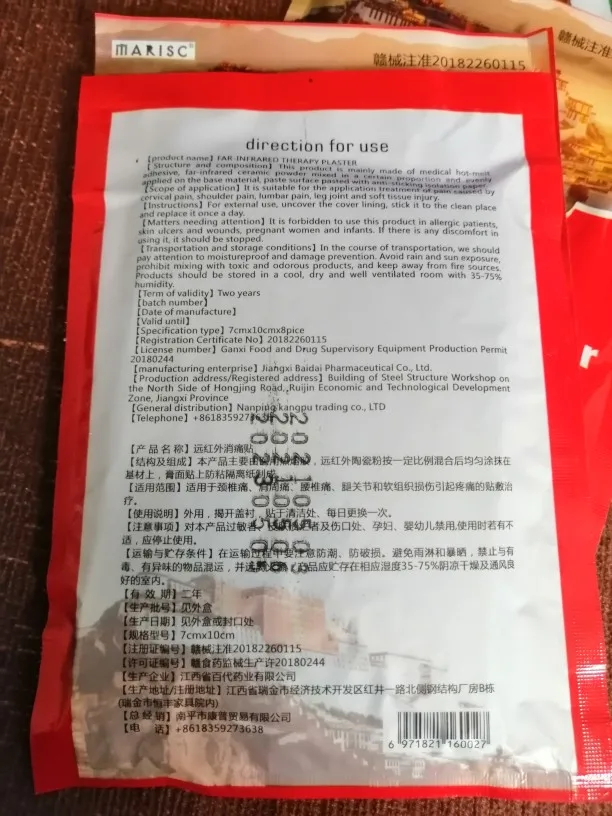 MARISC
赣械注准20182260115
赣械注准
direction for use
【product name】FAR-INFRARED THERAPY PLASTER
【Structure and composition】This product is mainly made of medical hot-melt
adhesive, far-infrared ceramic powder mixed in a certain proportion and evenly
applied on the base material, paste surface pasted with anti-sticking isolation paper.
【Scope of application】It is suitable for the application treatment of pain caused by
cervical pain, shoulder pain, lumbar pain, leg joint and soft tissue injury.
【Instructions】For external use, uncover the cover lining, stick it to the clean place
and replace it once a day.
【Matters needing attention】It is forbidden to use this product in allergic patients,
skin ulcers and wounds, pregnant women and infants. If there is any discomfort in
using it, it should be stopped.
【Transportation and storage conditions】In the course of transportation, we should
pay attention to moistureproof and damage prevention. Avoid rain and sun exposure,
prohibit mixing with toxic and odorous products, and keep away from fire sources.
Products should be stored in a cool, dry and well ventilated room with 35-75%
humidity.
【Term of validity】Two years
【batch number】
【Date of manufacture】
【Valid until】
【Specification type】7cmx10cmx8pice
【Registration Certificate No】20182260115
【License number】Ganxi Food and Drug Supervisory Equipment Production Permit
20180244
【manufacturing enterprise】Jiangxi Baidai Pharmaceutical Co., Ltd.
【Production address/Registered address】Building of Steel Structure Workshop on
the North Side of Hongjing Road, Ruijin Economic and Technological Development
Zone, Jiangxi Province
【General distribution】Nanping kangpu trading co., LTD
【Telephone】+8618359273638
【产品名称】远红外消痛贴
【结构及组成】本产品主要由医用热熔胶，远红外陶瓷粉按一定比例混合后均匀涂抹在
基材上，膏面贴上防粘隔离纸制成。
【适用范围】适用于颈椎痛、肩周痛、腰椎痛、腿关节和软组织损伤引起疼痛的贴敷治
疗。
【使用说明】外用，揭开盖衬，贴于清洁处、每日更换一次。
【注意事项】对本产品过敏者、皮肤溃烂者及伤口处、孕妇、婴幼儿禁用,使用时若有不
适，应停止使用。
【运输与贮存条件】在运输过程中要注意防潮、防破损。避免雨淋和暴晒，禁止与有
毒、有异味的物品混运，并远离火源。产品应贮存在相应湿度35-75%阴凉干燥及通风良
好的室内。
【有 效 期】二年
【生产批号】见外盒
【生产日期】见外盒或封口处
【规格型号】7cmx10cm
【注册证编号】赣械注准20182260115
【许可证编号】赣食药监械生产许20180244
【生产企业】江西省百代药业有限公司
【生产地址/注册地址】江西省瑞金市经济技术开发区红井一路北侧钢结构厂房B栋
(瑞金市恒丰家具院内)
【总 经 销】南平市康普贸易有限公司
【电　 话】+8618359273638
6 971821 160027